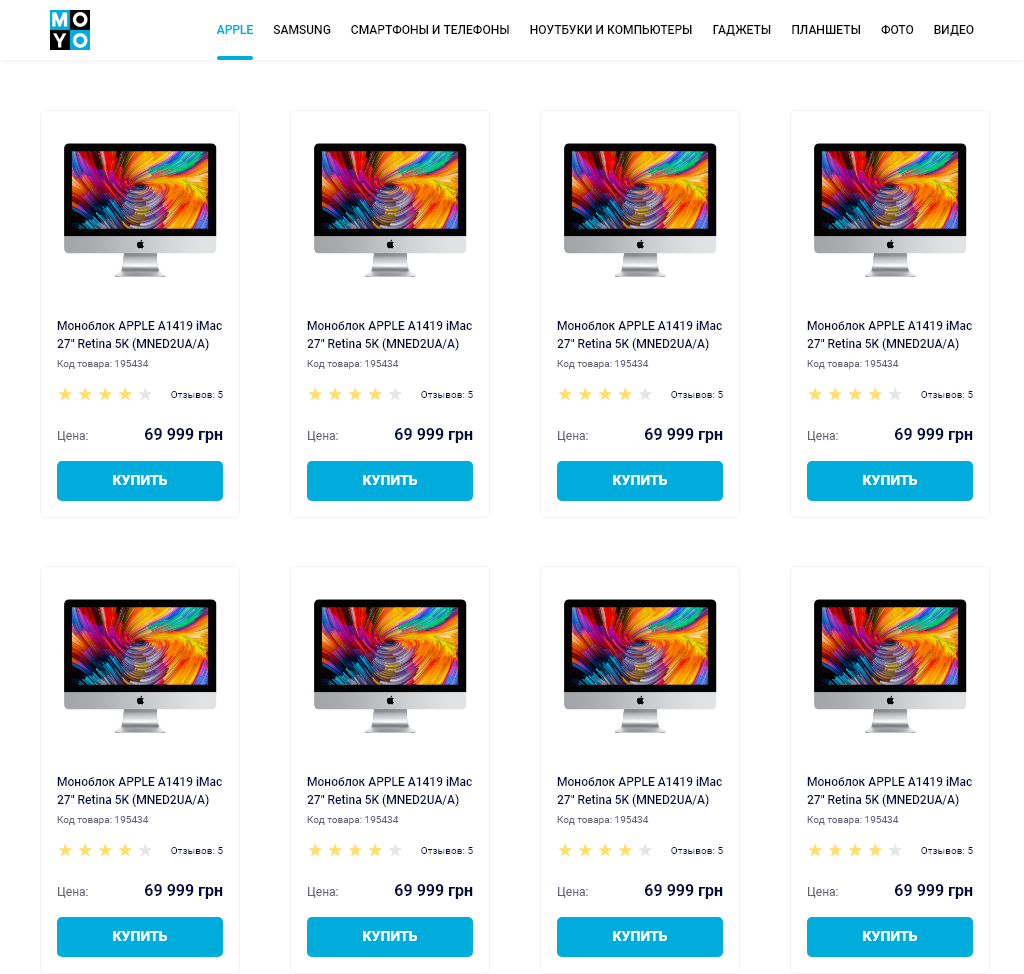 MO
YO
APPLE SAMSUNG СМАРТФОНЫ И ТЕЛЕФОНЫ НОУТБУКИ И КОМПЬЮТЕРЫ ГАДЖЕТЫ ПЛАНШЕТЫ ФОТО ВИДЕО
Моноблок APPLE A1419 iMac
27" Retina 5K (MNED2UA/A)
Код товара: 195434
Отзывов: 5
Цена: 69 999 грн
КУПИТЬ
Моноблок APPLE A1419 iMac
27" Retina 5K (MNED2UA/A)
Код товара: 195434
Отзывов: 5
Цена: 69 999 грн
КУПИТЬ
Моноблок APPLE A1419 iMac
27" Retina 5K (MNED2UA/A)
Код товара: 195434
Отзывов: 5
Цена: 69 999 грн
КУПИТЬ
Моноблок APPLE A1419 iMac
27" Retina 5K (MNED2UA/A)
Код товара: 195434
Отзывов: 5
Цена: 69 999 грн
КУПИТЬ
Моноблок APPLE A1419 iMac
27" Retina 5K (MNED2UA/A)
Код товара: 195434
Отзывов: 5
Цена: 69 999 грн
КУПИТЬ
Моноблок APPLE A1419 iMac
27" Retina 5K (MNED2UA/A)
Код товара: 195434
Отзывов: 5
Цена: 69 999 грн
КУПИТЬ
Моноблок APPLE A1419 iMac
27" Retina 5K (MNED2UA/A)
Код товара: 195434
Отзывов: 5
Цена: 69 999 грн
КУПИТЬ
Моноблок APPLE A1419 iMac
27" Retina 5K (MNED2UA/A)
Код товара: 195434
Отзывов: 5
Цена: 69 999 грн
КУПИТЬ